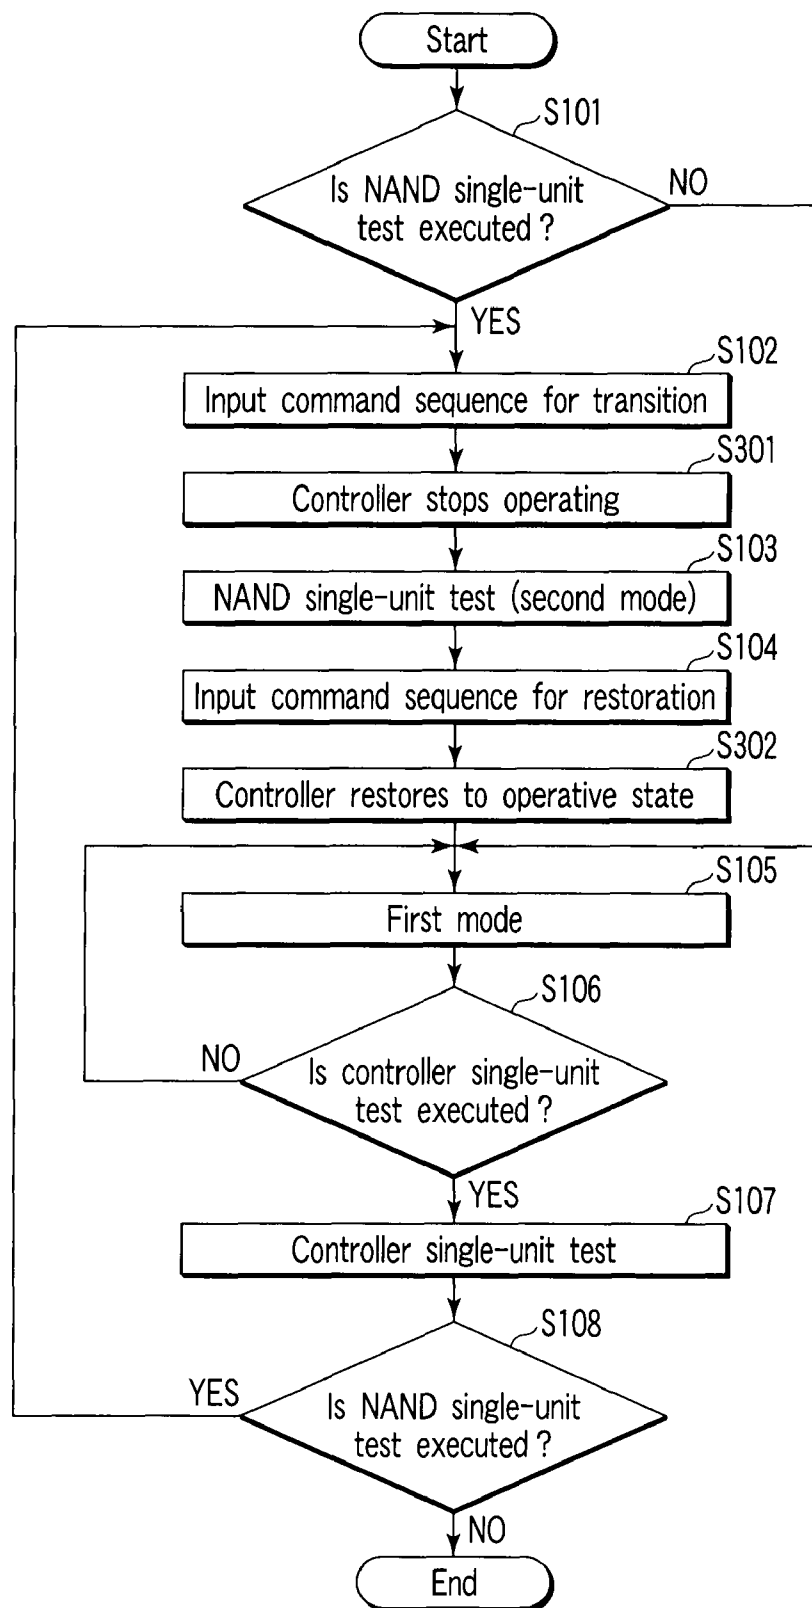 Start
S101
Is NAND single-unit
test executed?
NO
YES
S102
Input command sequence for transition
S301
Controller stops operating
S103
NAND single-unit test (second mode)
S104
Input command sequence for restoration
S302
Controller restores to operative state
S105
First mode
S106
NO
Is controller single-unit
test executed?
YES
S107
Controller single-unit test
S108
YES
Is NAND single-unit
test executed?
NO
End